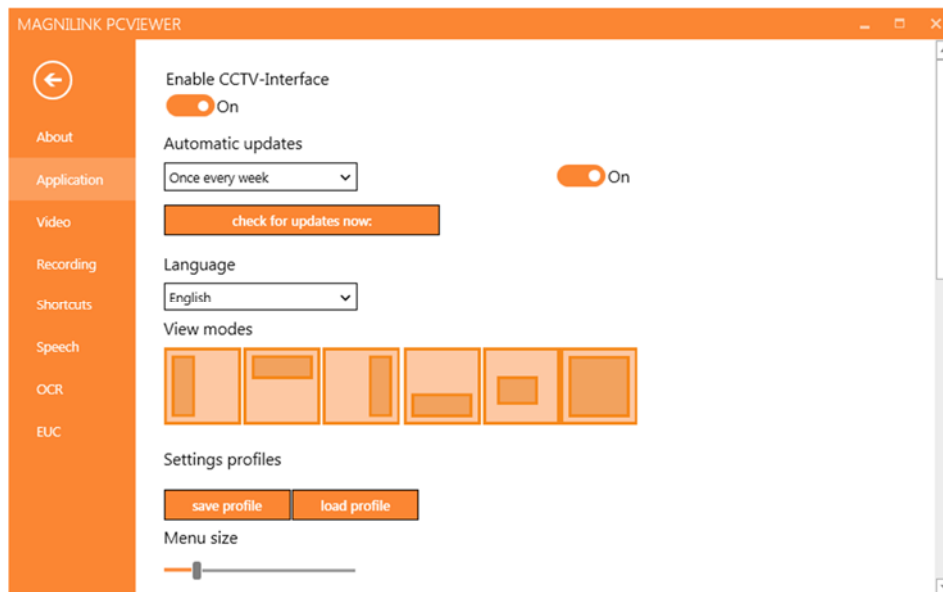 MAGNILINK PCVIEWER
About
Application
Video
Recording
Shortcuts
Speech
OCR
EUC
Enable CCTV-Interface
On
Automatic updates
Once every week
On
check for updates now:
Language
English
View modes
Settings profiles
save profile
load profile
Menu size